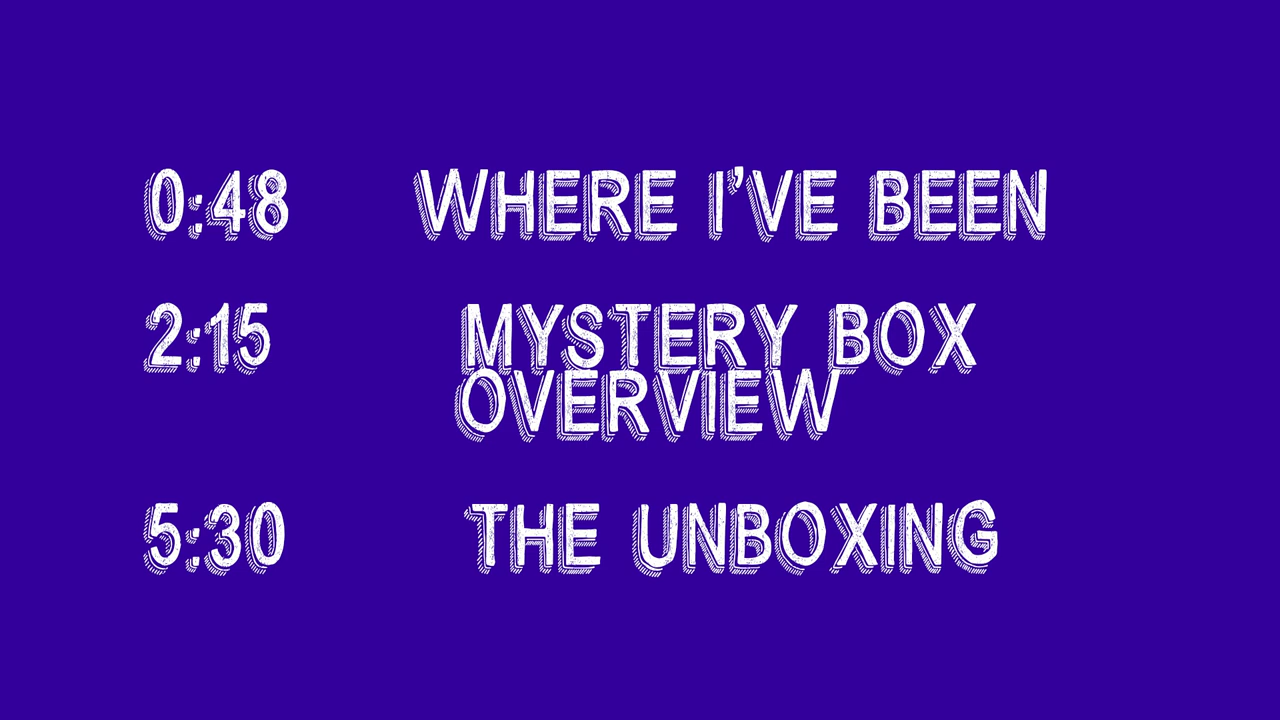 0:48 WHERE I'VE BEEN
2:15 MYSTERY BOX
OVERVIEW
5:30 THE UNBOXING